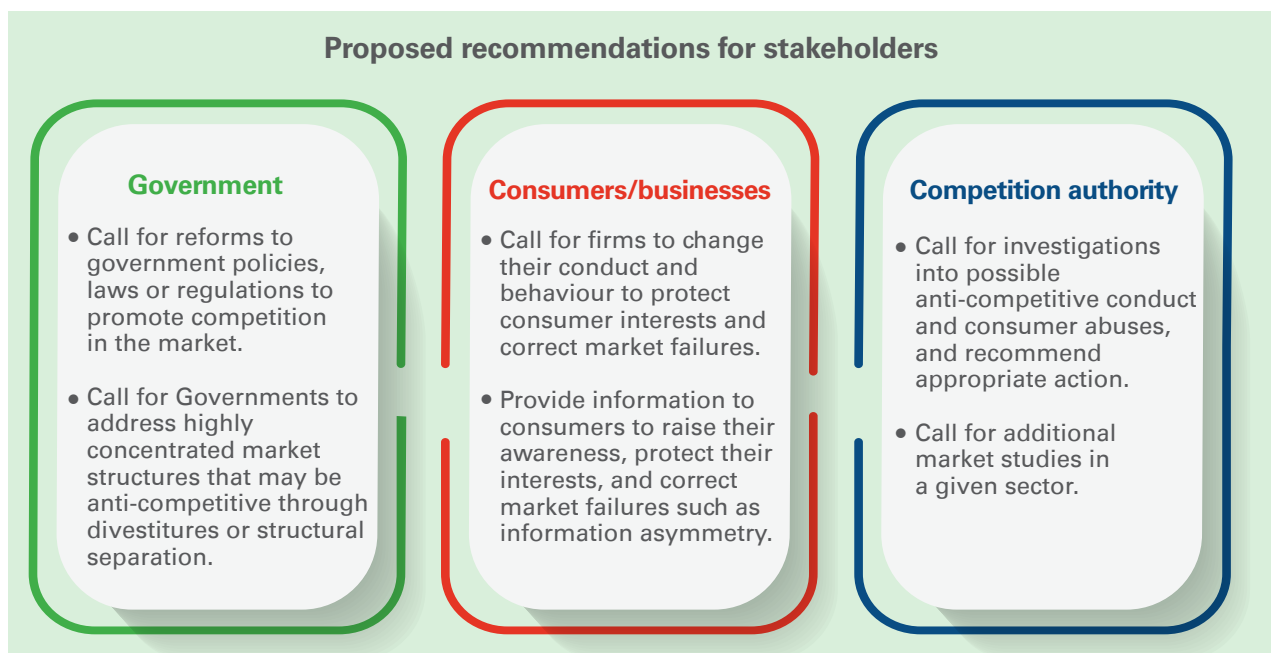 Proposed recommendations for stakeholders
Government
• Call for reforms to
government policies,
laws or regulations to
promote competition
in the market.
• Call for Governments to
address highly
concentrated market
structures that may be
anti-competitive through
divestitures or structural
separation.
Consumers/businesses
• Call for firms to change
their conduct and
behaviour to protect
consumer interests and
correct market failures.
• Provide information to
consumers to raise their
awareness, protect their
interests, and correct
market failures such as
information asymmetry.
Competition authority
• Call for investigations
into possible
anti-competitive conduct
and consumer abuses,
and recommend
appropriate action.
• Call for additional
market studies in
a given sector.